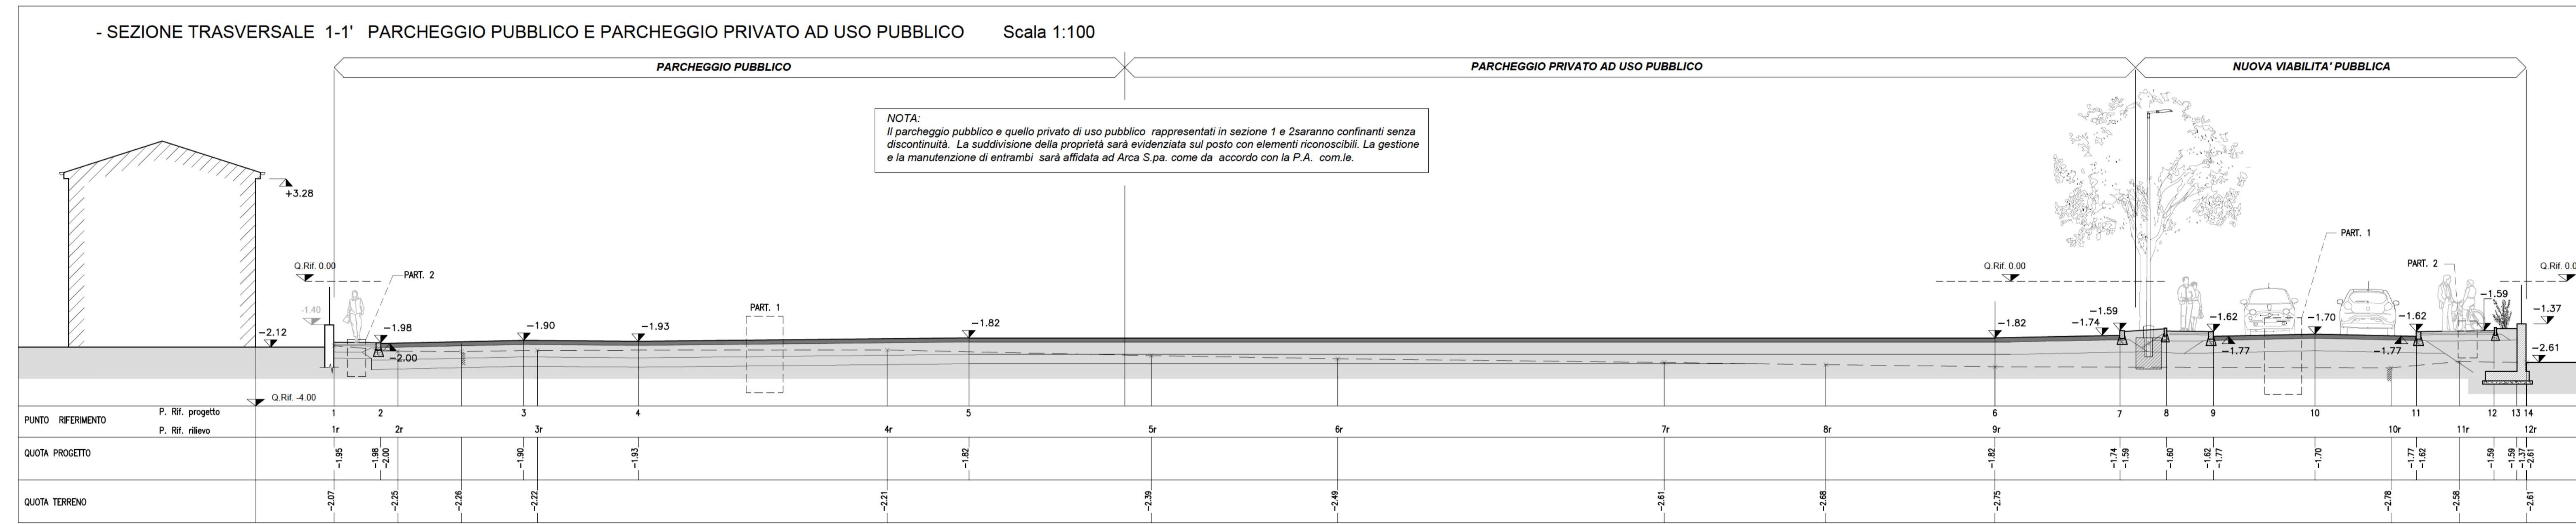 - SEZIONE TRASVERSALE 1-1' PARCHEGGIO PUBBLICO E PARCHEGGIO PRIVATO AD USO PUBBLICO Scala 1:100
PARCHEGGIO PUBBLICO PARCHEGGIO PRIVATO AD USO PUBBLICO NUOVA VIABILITA' PUBBLICA
NOTA:
Il parcheggio pubblico e quello privato di uso pubblico rappresentati in sezione 1 e 2saranno confinanti senza
discontinuità. La suddivisione della proprietà sarà evidenziata sul posto con elementi riconoscibili. La gestione
e la manutenzione di entrambi sarà affidata ad Arca S.pa. come da accordo con la P.A. com.le.
+3.28
PART. 1
Q.Rif. 0.00 PART. 2 Q.Rif. 0.00 PART. 2 Q.Rif. 0.0
-1.40 PART. 1 -1.59 -1.59 -1.37
-2.12 -1.98 -1.90 -1.93 -1.82 -1.82 -1.74 -1.62 -1.70 -1.62
-2.00 -1.77 -1.77 -2.61
Q.Rif. -4.00
PUNTO RIFERIMENTO
P. Rif. progetto 1 2 3 4 5 6 7 8 9 10 11 12 13 14
P. Rif. rilievo 1r 2r 3r 4r 5r 6r 7r 8r 9r 10r 11r 12r
QUOTA PROGETTO -1.95 -1.98 -2.00 -1.90 -1.93 -1.82 -1.82 -1.74 -1.59 -1.60 -1.62 -1.77 -1.70 -1.77 -1.62 -1.59 -1.59 -1.37 -2.61
QUOTA TERRENO -2.07 -2.25 -2.26 -2.22 -2.21 -2.39 -2.49 -2.61 -2.68 -2.75 -2.78 -2.58 -2.61